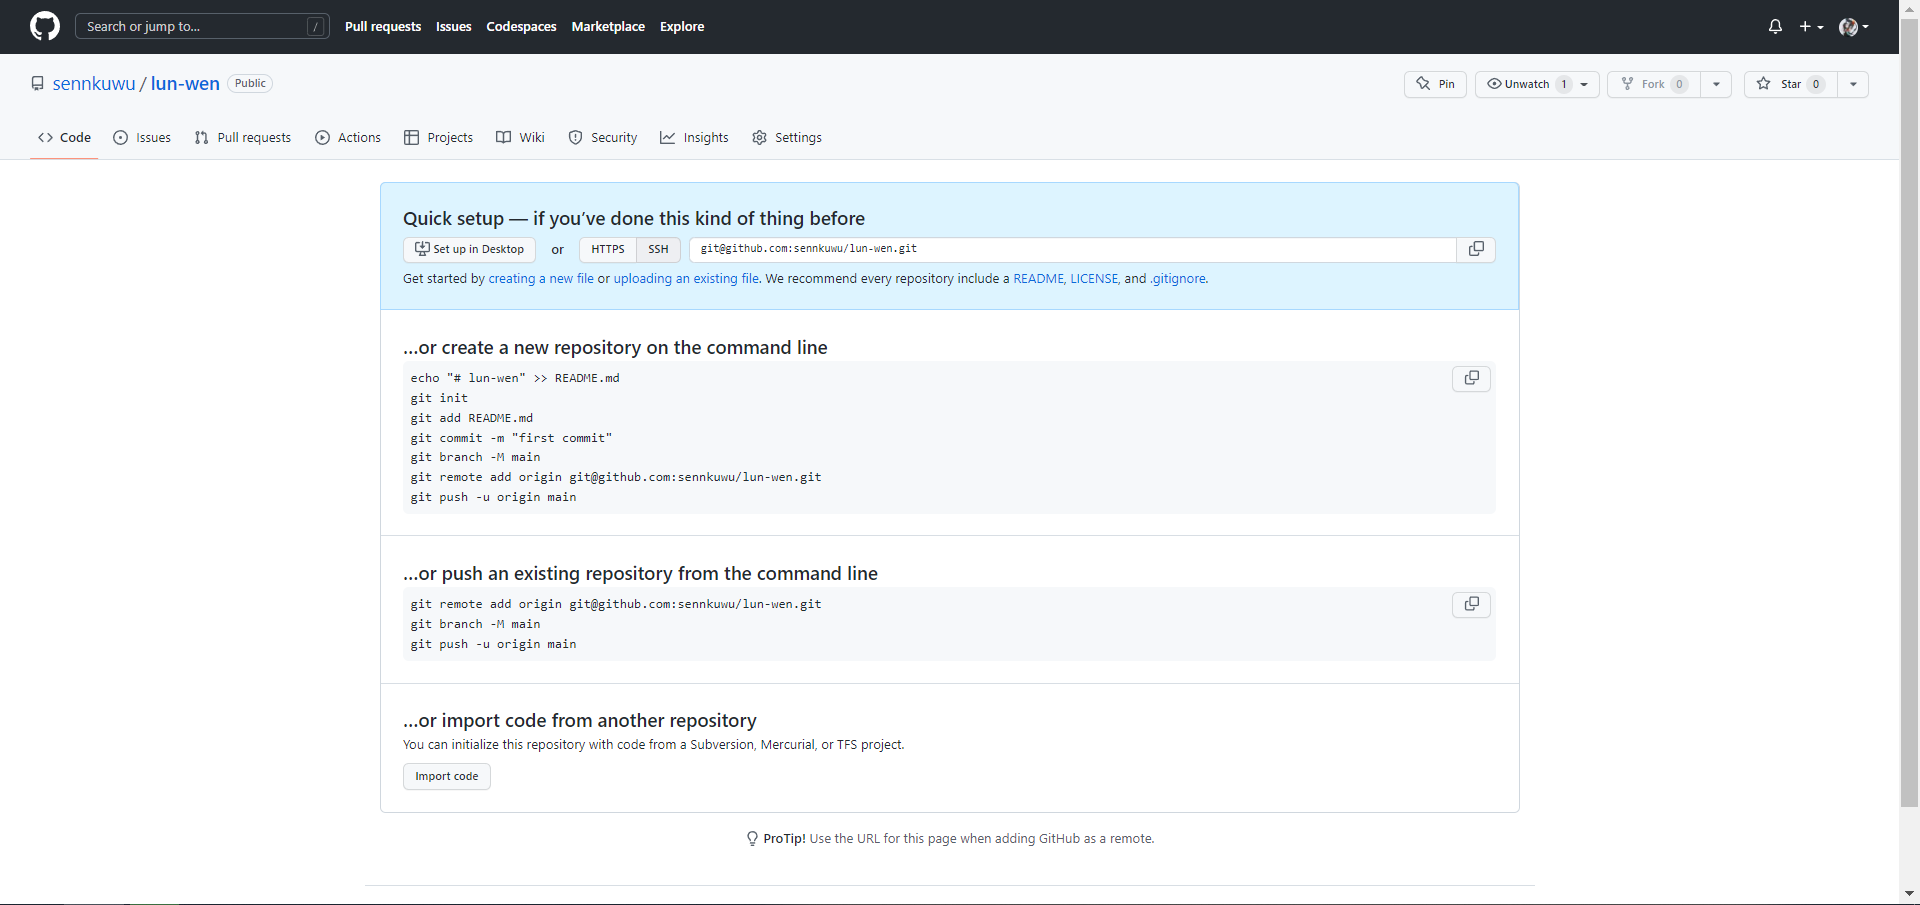 Search or jump to... /
Pull requests Issues Codespaces Marketplace Explore
sennkuwu / lun-wen Public
Pin Unwatch 1 Fork 0 Star 0
Code Issues Pull requests Actions Projects Wiki Security Insights Settings
Quick setup — if you’ve done this kind of thing before
Set up in Desktop or HTTPS SSH git@github.com:sennkuwu/lun-wen.git
Get started by creating a new file or uploading an existing file. We recommend every repository include a README, LICENSE, and .gitignore.
…or create a new repository on the command line
echo "# lun-wen" >> README.md
git init
git add README.md
git commit -m "first commit"
git branch -M main
git remote add origin git@github.com:sennkuwu/lun-wen.git
git push -u origin main
…or push an existing repository from the command line
git remote add origin git@github.com:sennkuwu/lun-wen.git
git branch -M main
git push -u origin main
…or import code from another repository
You can initialize this repository with code from a Subversion, Mercurial, or TFS project.
Import code
ProTip! Use the URL for this page when adding GitHub as a remote.